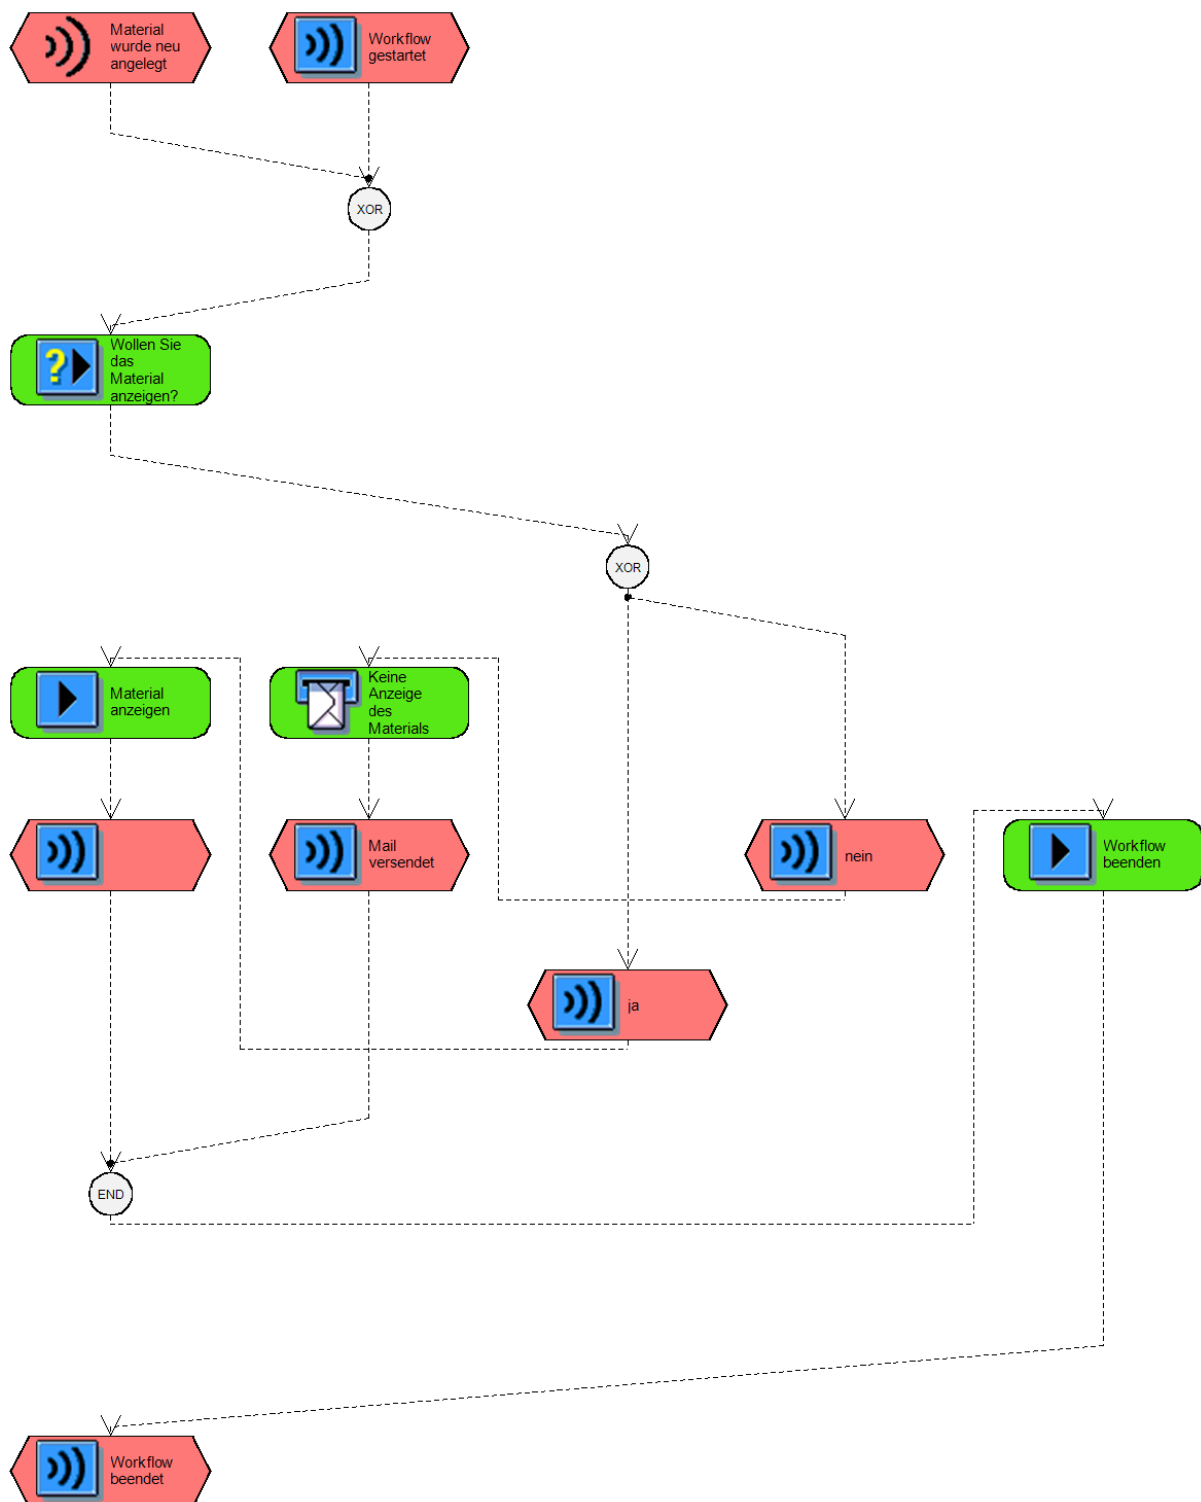 Material
wurde neu
angelegt
Workflow
gestartet
XOR
Wollen Sie
das
Material
anzeigen?
XOR
Material
anzeigen
Keine
Anzeige
des
Materials
Mail
versendet
nein
Workflow
beenden
ja
END
Workflow
beendet